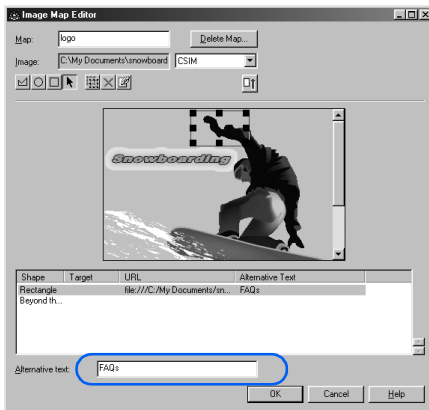 Image Map Editor
Map: logo Delete Map...
Image: C:\My Documents\snowboard CSIM
Snowboarding
Shape Target URL Alternative Text
Rectangle file:///C:/My Documents/sn... FAQs
Beyond th...
Alternative text: FAQs
OK Cancel Help